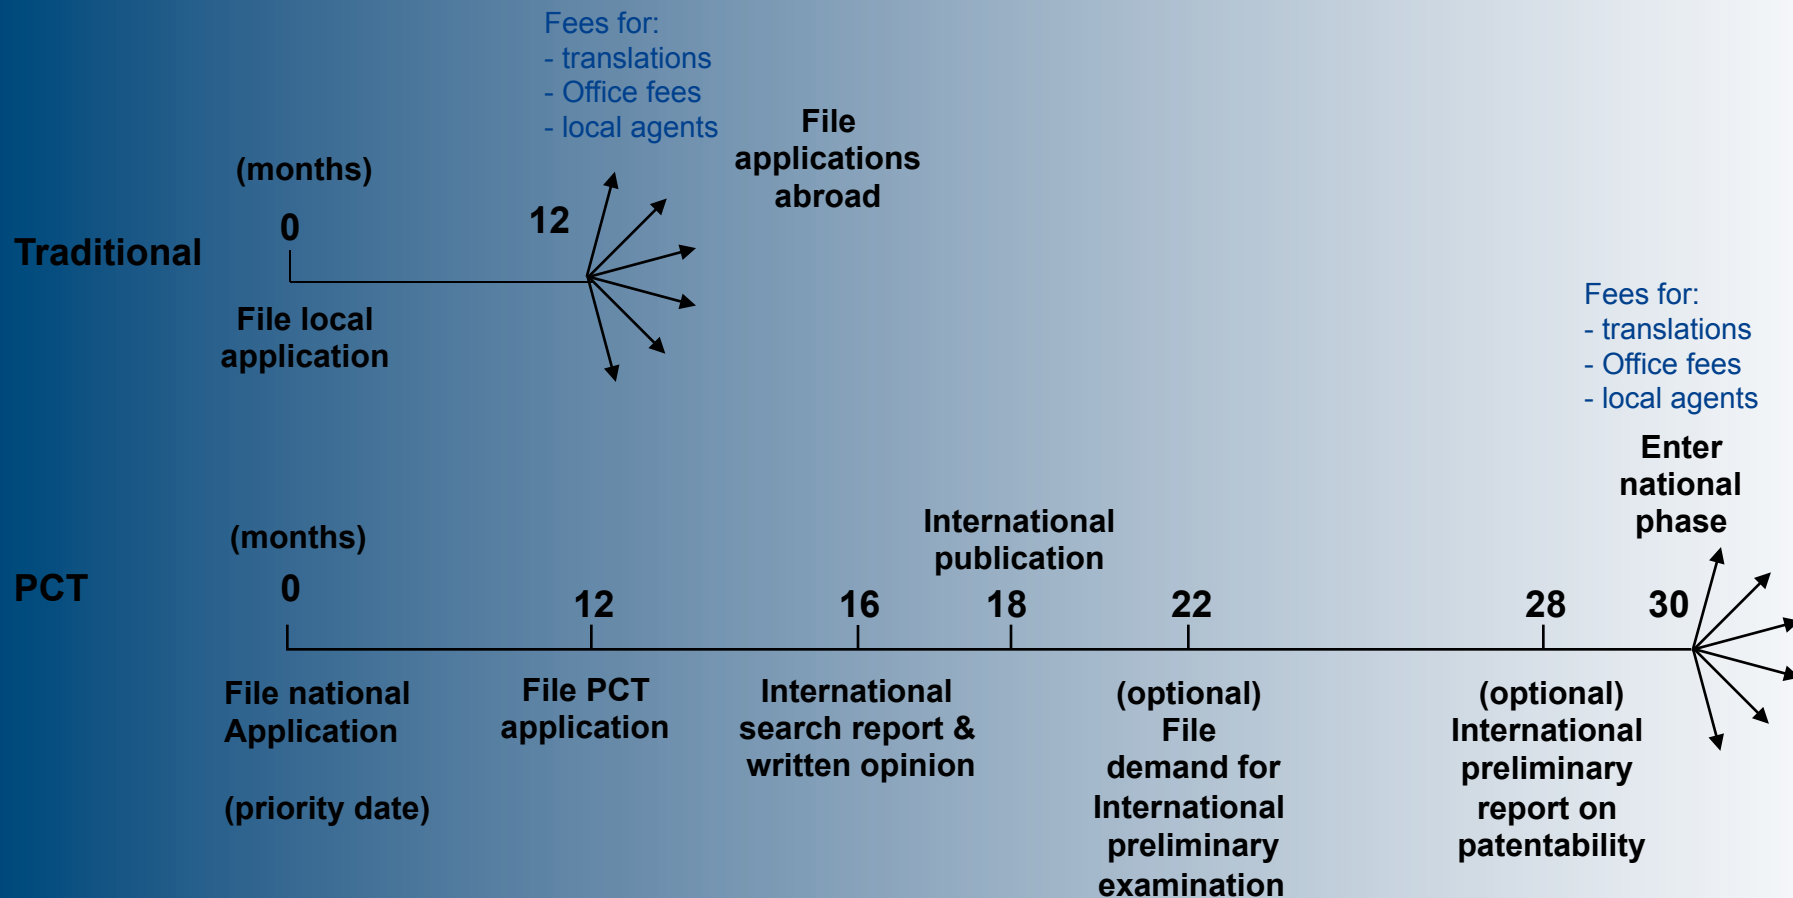 Fees for:
- translations
- Office fees
- local agents
File
applications
abroad
(months)
0
12
Traditional
File local
application
Fees for:
- translations
- Office fees
- local agents
Enter
national
phase
International
publication
(months)
PCT
0
12
16
18
22
28
30
File national
Application
(priority date)
File PCT
application
International
search report &
written opinion
(optional)
File
demand for
International
preliminary
examination
(optional)
International
preliminary
report on
patentability